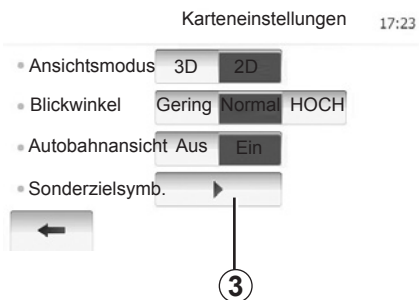 Karteneinstellungen 17:23
Ansichtsmodus 3D 2D
Blickwinkel Gering Normal HOCH
Autobahnansicht Aus Ein
Sonderzielsymb.
3